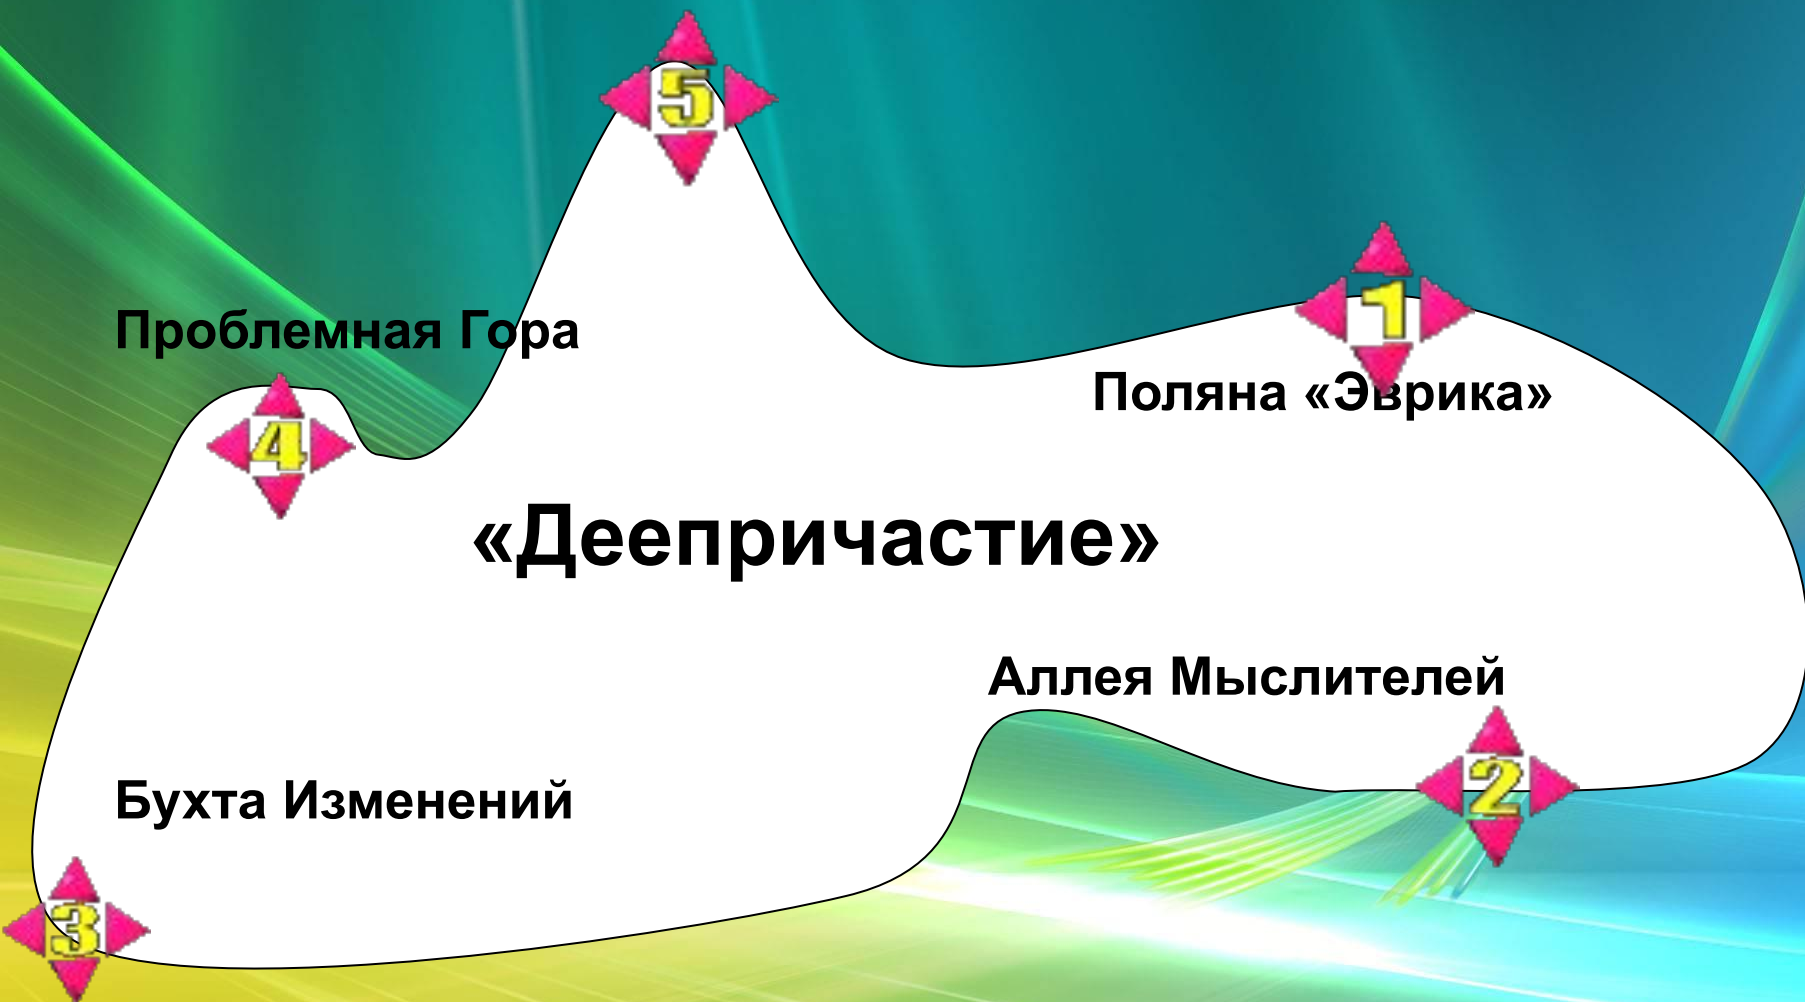 5
1
Проблемная Гора
Поляна «Эврика»
4
«Деепричастие»
Аллея Мыслителей
2
Бухта Изменений
3